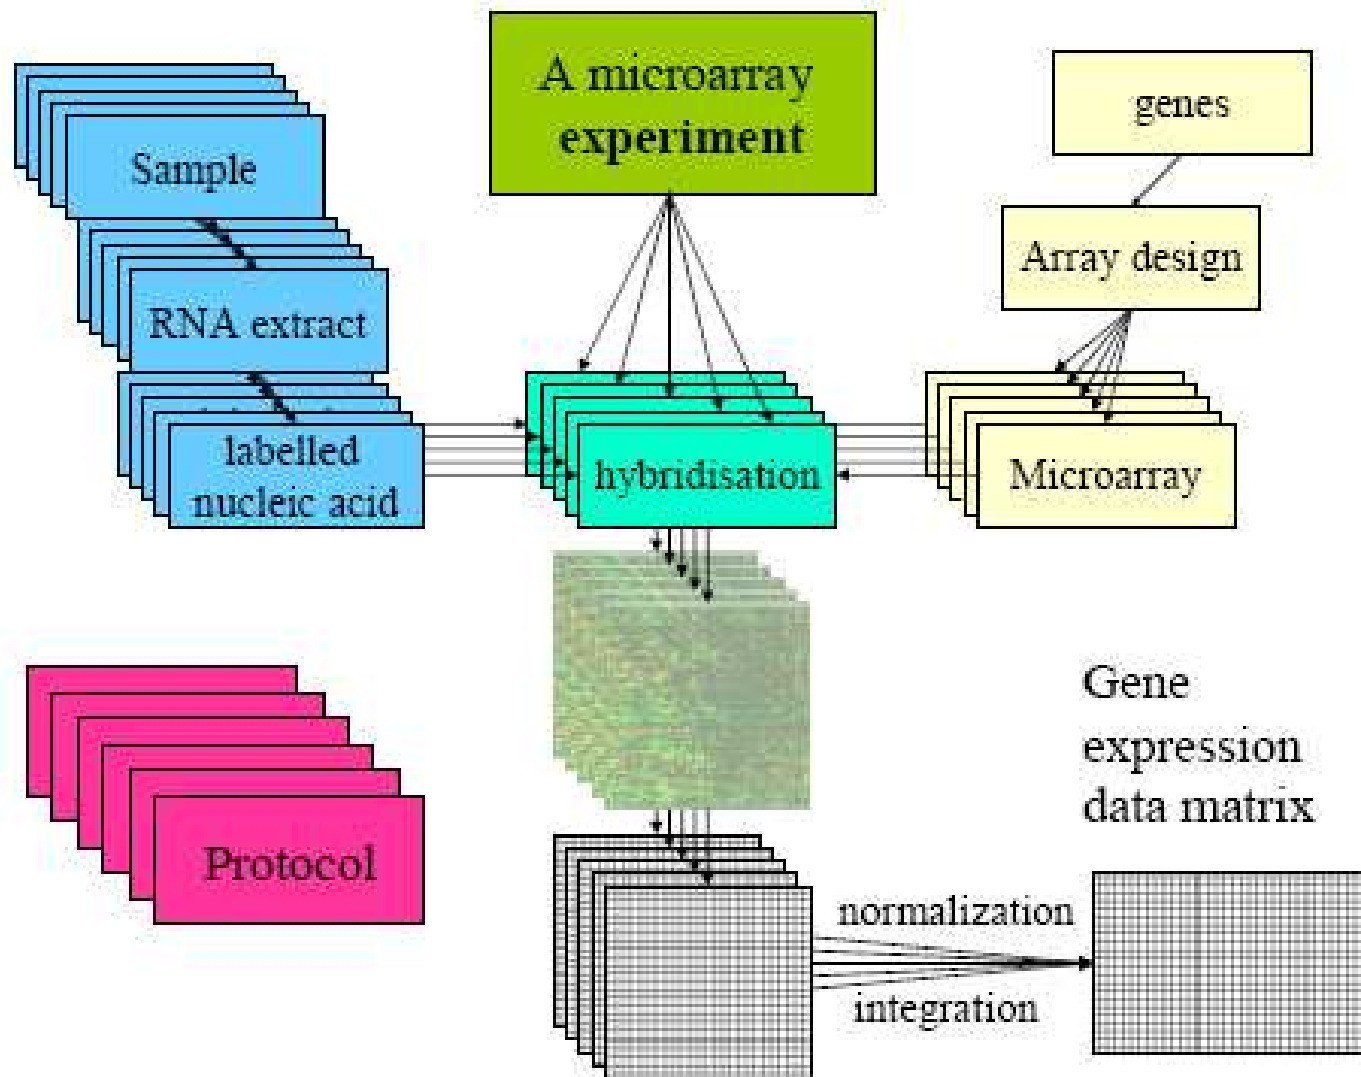 A microarray
experiment
genes
Sample
Array design
RNA extract
labelled
nucleic acid
hybridisation
Microarray
Gene
expression
data matrix
Protocol
normalization
integration